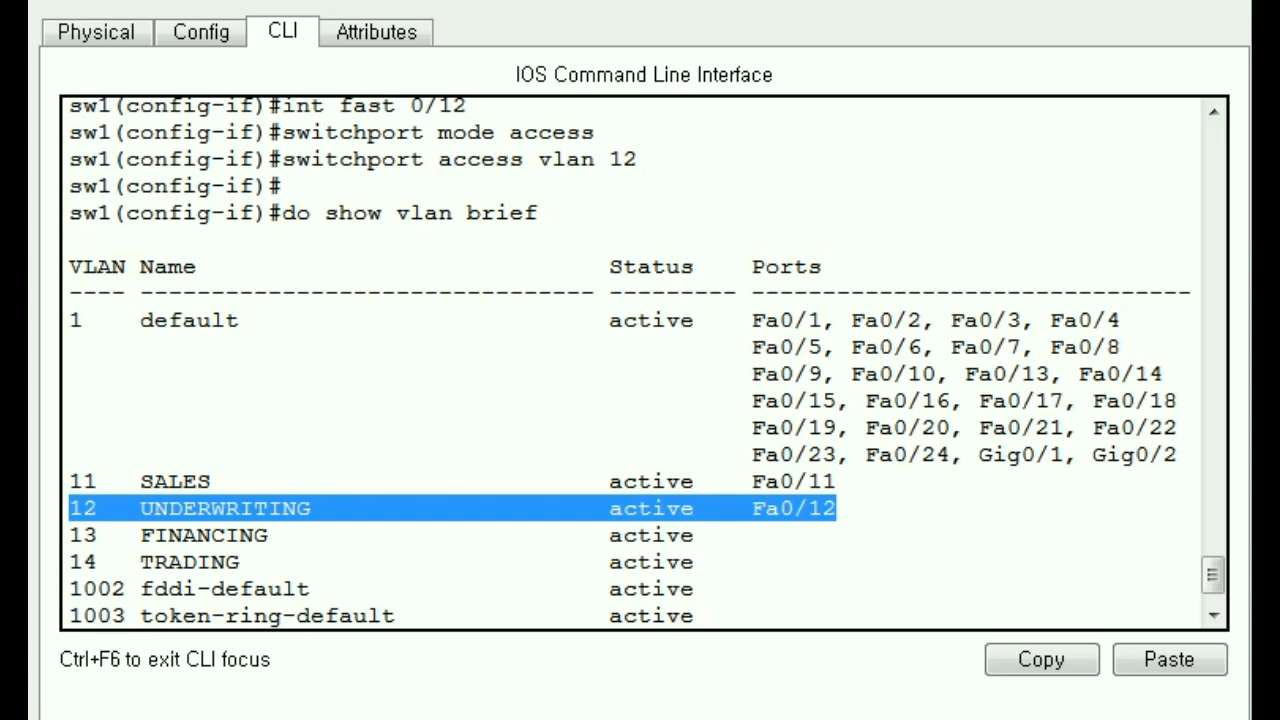 Physical Config CLI Attributes
IOS Command Line Interface
sw1(config-if)#int fast 0/12
sw1(config-if)#switchport mode access
sw1(config-if)#switchport access vlan 12
sw1(config-if)#
sw1(config-if)#do show vlan brief
VLAN Name Status Ports
---- -------------------------------- --------- -------------------------------
1 default active Fa0/1, Fa0/2, Fa0/3, Fa0/4
Fa0/5, Fa0/6, Fa0/7, Fa0/8
Fa0/9, Fa0/10, Fa0/13, Fa0/14
Fa0/15, Fa0/16, Fa0/17, Fa0/18
Fa0/19, Fa0/20, Fa0/21, Fa0/22
Fa0/23, Fa0/24, Gig0/1, Gig0/2
11 SALES active Fa0/11
12 UNDERWRITING active Fa0/12
13 FINANCING active
14 TRADING active
1002 fddi-default active
1003 token-ring-default active
Ctrl+F6 to exit CLI focus
Copy Paste